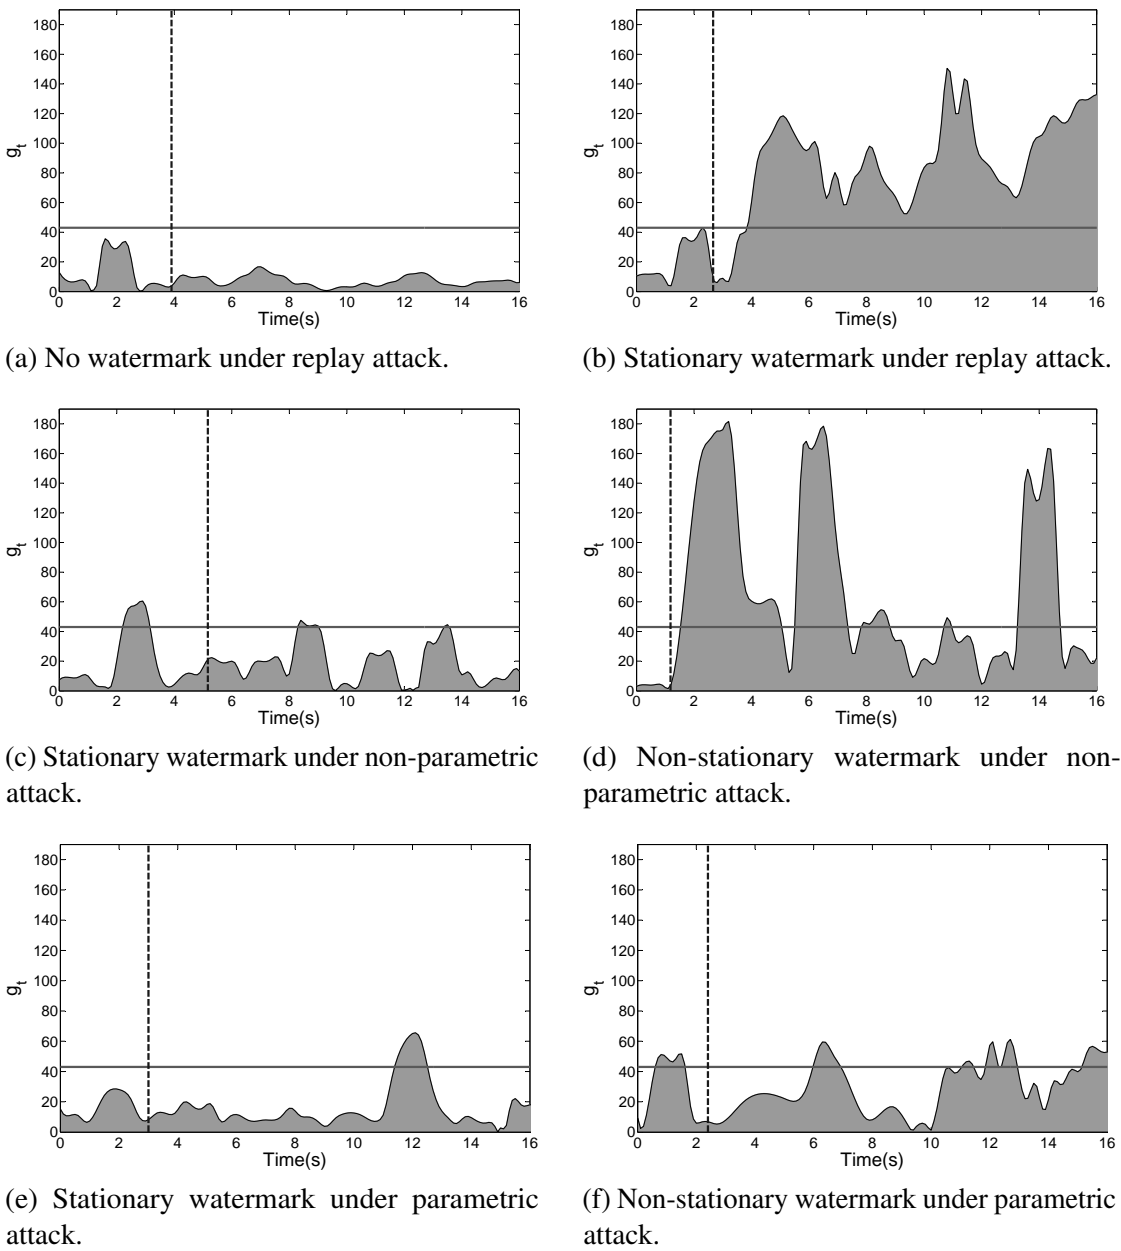 180
160
140
120
100
80
60
40
20
0
g_t
0 2 4 6 8 10 12 14 16
Time(s)
(a) No watermark under replay attack.
180
160
140
120
100
80
60
40
20
0
g_t
0 2 4 6 8 10 12 14 16
Time(s)
(b) Stationary watermark under replay attack.
180
160
140
120
100
80
60
40
20
0
g_t
0 2 4 6 8 10 12 14 16
Time(s)
(c) Stationary watermark under non-parametric
attack.
180
160
140
120
100
80
60
40
20
0
g_t
0 2 4 6 8 10 12 14 16
Time(s)
(d) Non-stationary watermark under non-
parametric attack.
180
160
140
120
100
80
60
40
20
0
g_t
0 2 4 6 8 10 12 14 16
Time(s)
(e) Stationary watermark under parametric
attack.
180
160
140
120
100
80
60
40
20
0
g_t
0 2 4 6 8 10 12 14 16
Time(s)
(f) Non-stationary watermark under parametric
attack.